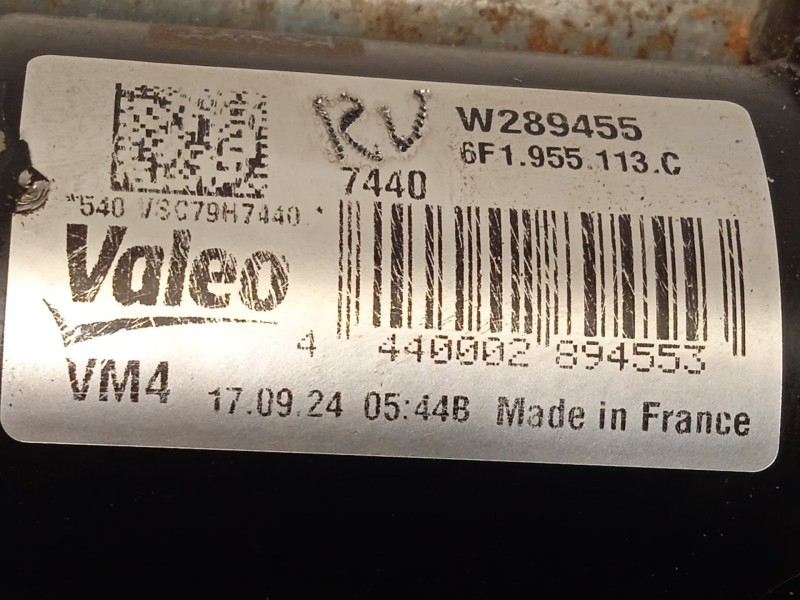 RV
W289455
6F1.955.113.C
7440
*540 VSC79H7440 *
Valeo
4 440002 894553
VM4 17.09.24 05:44B Made in France